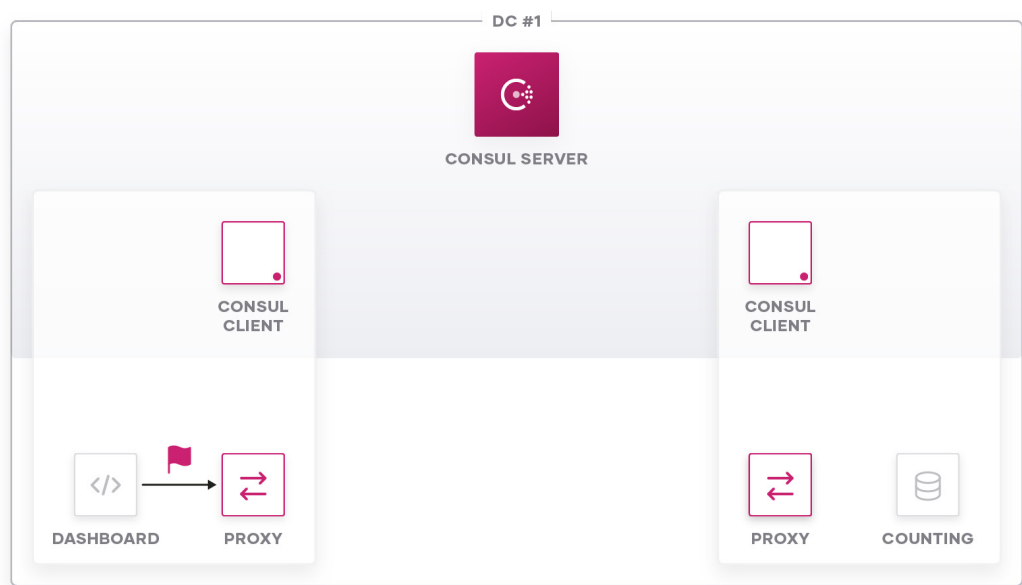 DC #1
CONSUL SERVER
CONSUL
CLIENT
CONSUL
CLIENT
DASHBOARD
PROXY
PROXY
COUNTING